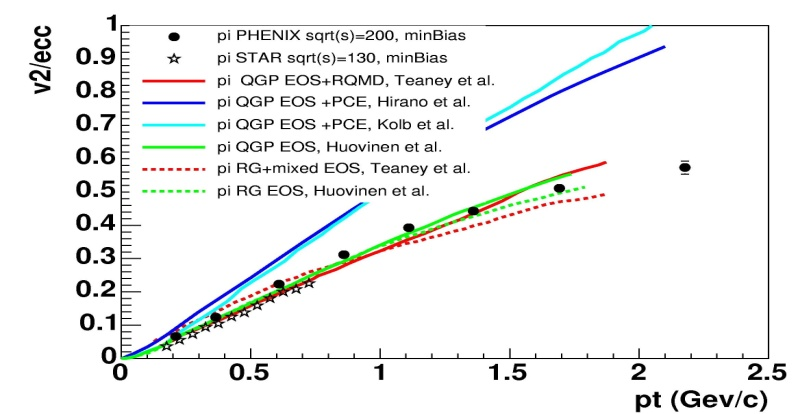 v2/ecc
1
0.9
0.8
0.7
0.6
0.5
0.4
0.3
0.2
0.1
0
pi PHENIX sqrt(s)=200, minBias
pi STAR sqrt(s)=130, minBias
pi QGP EOS+RQMD, Teaney et al.
pi QGP EOS +PCE, Hirano et al.
pi QGP EOS +PCE, Kolb et al.
pi QGP EOS, Huovinen et al.
pi RG+mixed EOS, Teaney et al.
pi RG EOS, Huovinen et al.
0 0.5 1 1.5 2 2.5
pt (Gev/c)